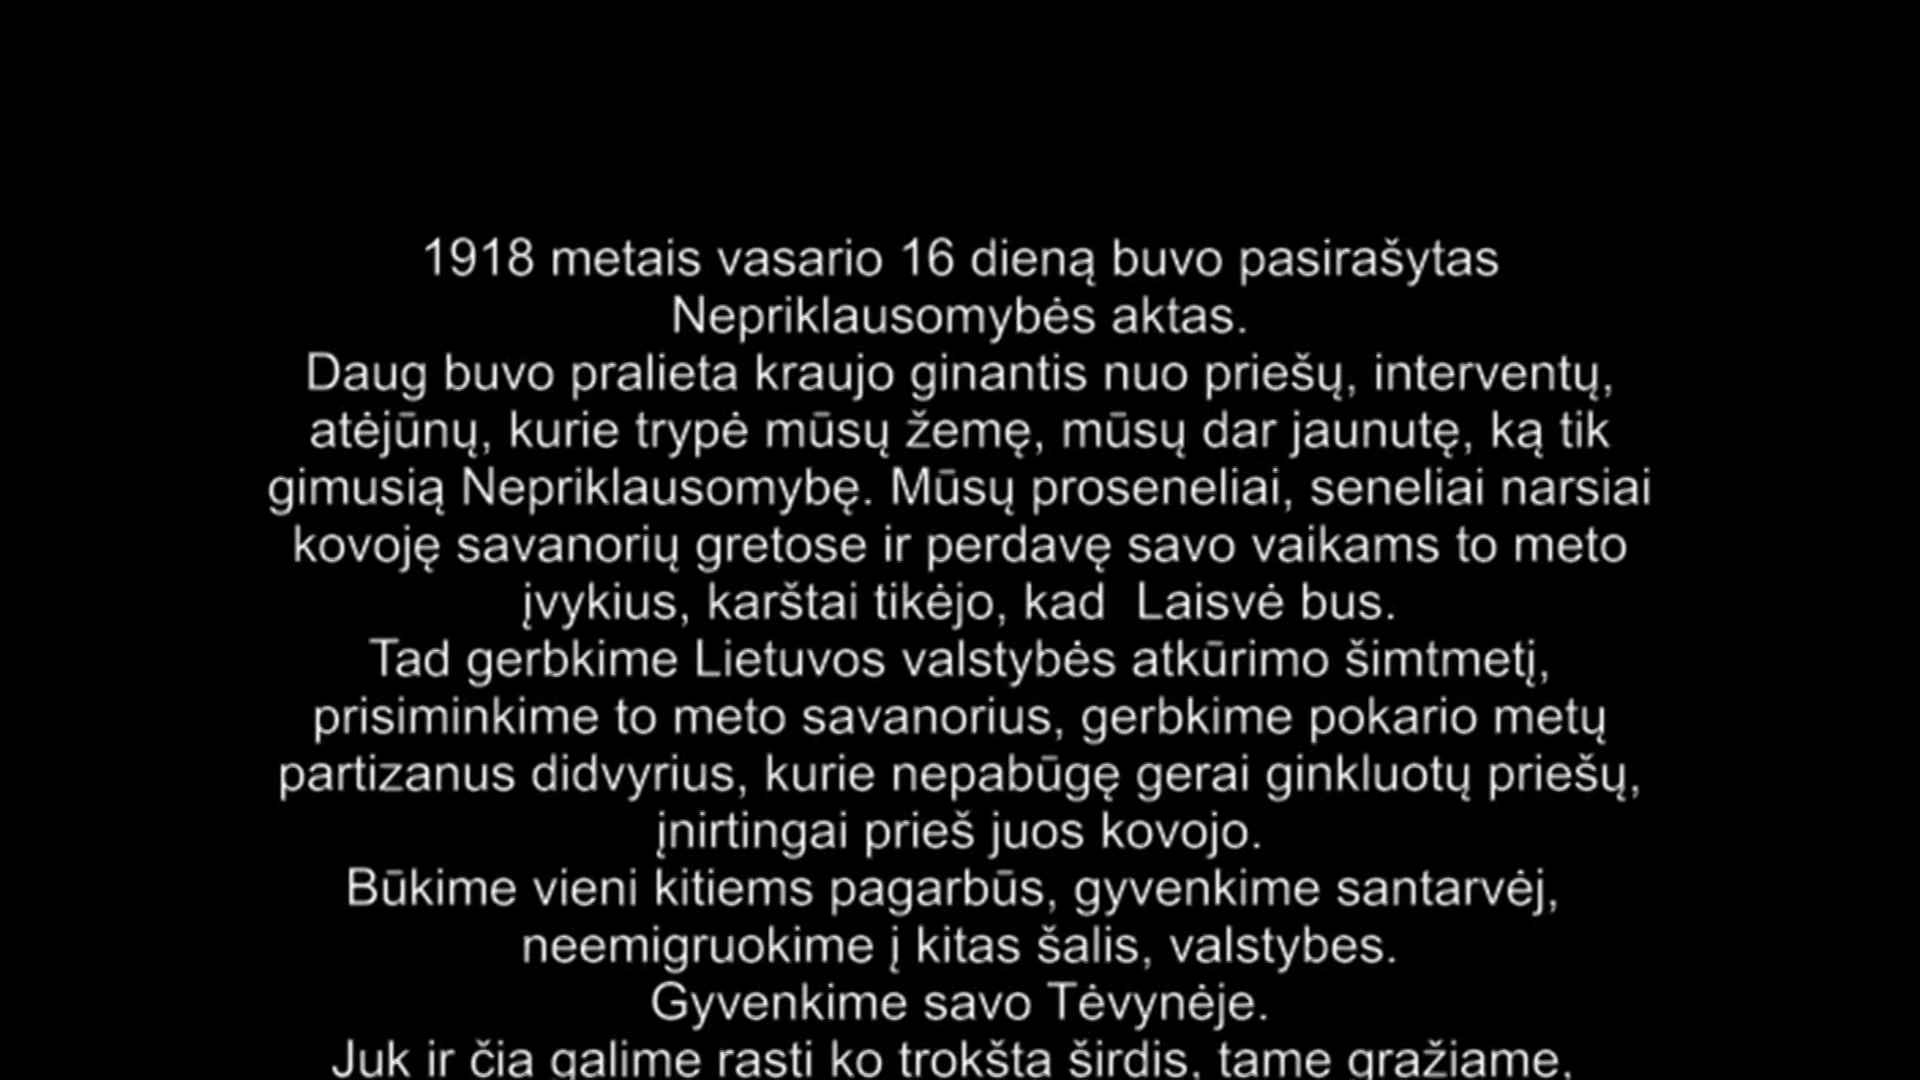 1918 metais vasario 16 dieną buvo pasirašytas
Nepriklausomybės aktas.
Daug buvo pralieta kraujo ginantis nuo priešų, interventų,
atėjūnų, kurie trypė mūsų žemę, mūsų dar jaunutę, ką tik
gimusią Nepriklausomybę. Mūsų proseneliai, seneliai narsiai
kovoję savanorių gretose ir perdavę savo vaikams to meto
įvykius, karštai tikėjo, kad  Laisvė bus.
Tad gerbkime Lietuvos valstybės atkūrimo šimtmetį,
prisiminkime to meto savanorius, gerbkime pokario metų
partizanus didvyrius, kurie nepabūgę gerai ginkluotų priešų,
įnirtingai prieš juos kovojo.
Būkime vieni kitiems pagarbūs, gyvenkime santarvėj,
neemigruokime į kitas šalis, valstybes.
Gyvenkime savo Tėvynėje.
Juk ir čia galime rasti ko trokšta širdis, tame gražiame,